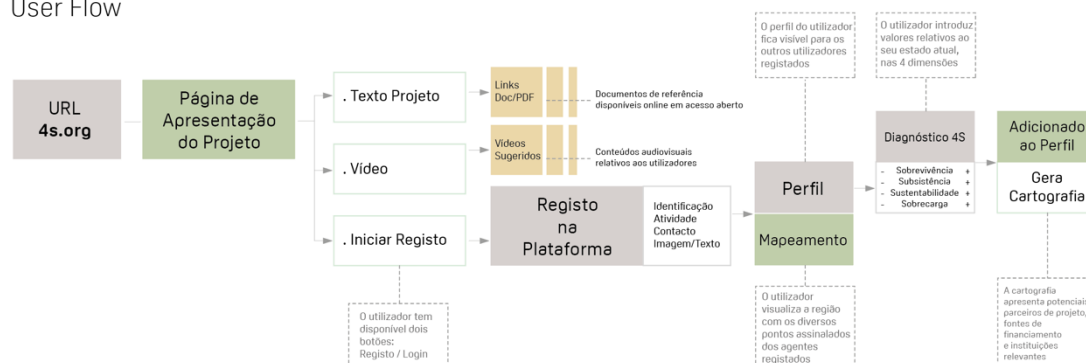 User Flow
URL
4s.org
Página de
Apresentação
do Projeto
. Texto Projeto
Links
Doc/PDF
Documentos de referência
disponíveis online em acesso aberto
. Vídeo
Vídeos
Sugeridos
Conteúdos audiovisuais
relativos aos utilizadores
. Iniciar Registo
O utilizador tem
disponível dois
botões:
Registo / Login
Registo
na
Plataforma
Identificação
Atividade
Contacto
Imagem/Texto
O perfil do utilizador
fica visível para os
outros utilizadores
registados
Perfil
Mapeamento
O utilizador
visualiza a região
com os diversos
pontos assinalados
dos agentes
registados
O utilizador introduz
valores relativos ao
seu estado atual,
nas 4 dimensões
Diagnóstico 4S
- Sobrevivência +
- Subsistência +
- Sustentabilidade +
- Sobrecarga +
Adicionado
ao Perfil
Gera
Cartografia
A cartografia
apresenta potenciais
parceiros de projeto,
fontes de
financiamento
e instituições
relevantes